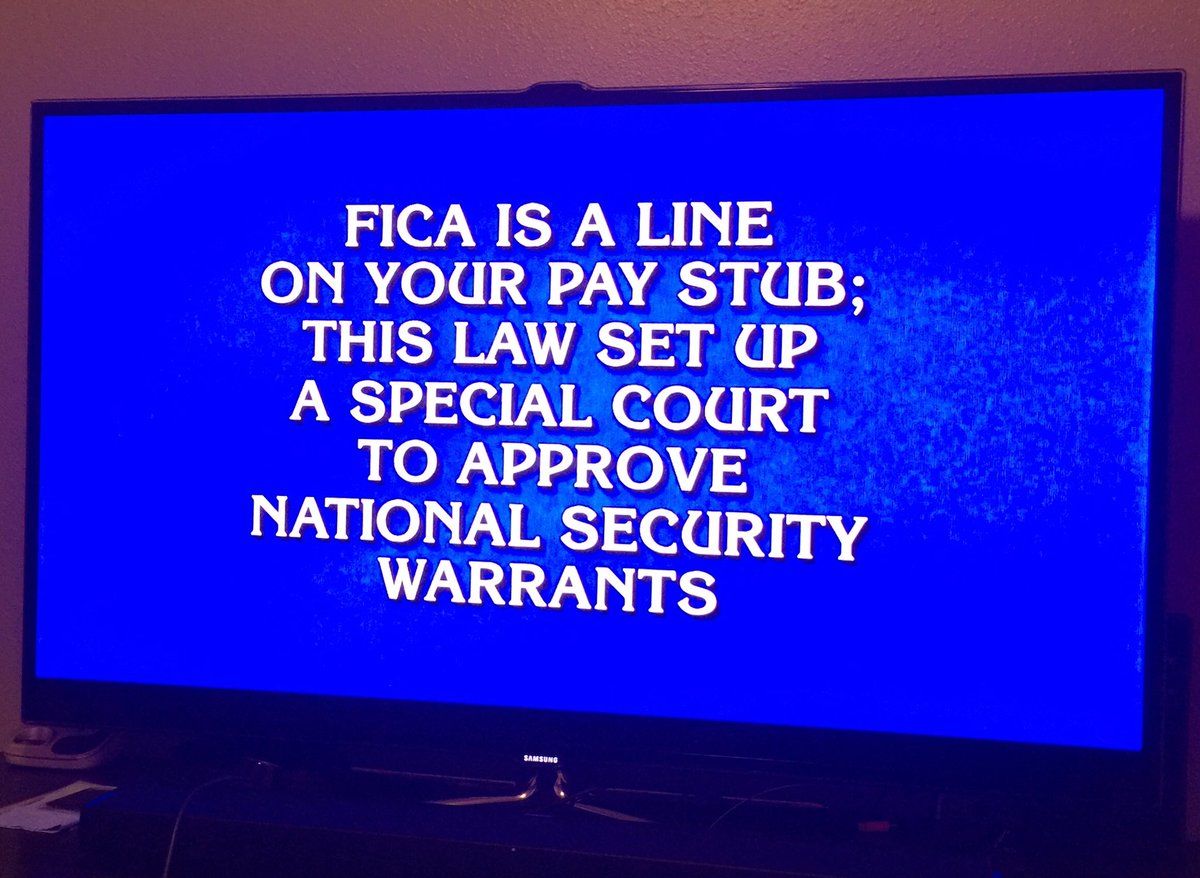 FICA IS A LINE
ON YOUR PAY STUB;
THIS LAW SET UP
A SPECIAL COURT
TO APPROVE
NATIONAL SECURITY
WARRANTS
SAMSUNG